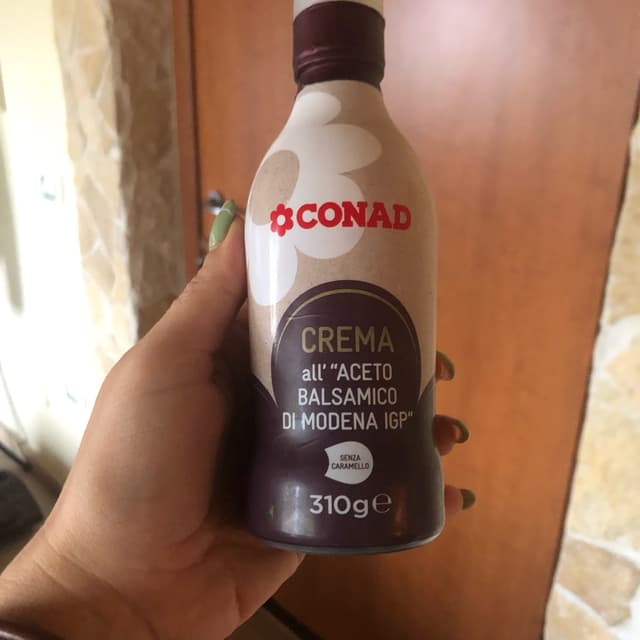 CONAD
CREMA
all' "ACETO
BALSAMICO
DI MODENA IGP"
SENZA
CARAMELLO
310g℮